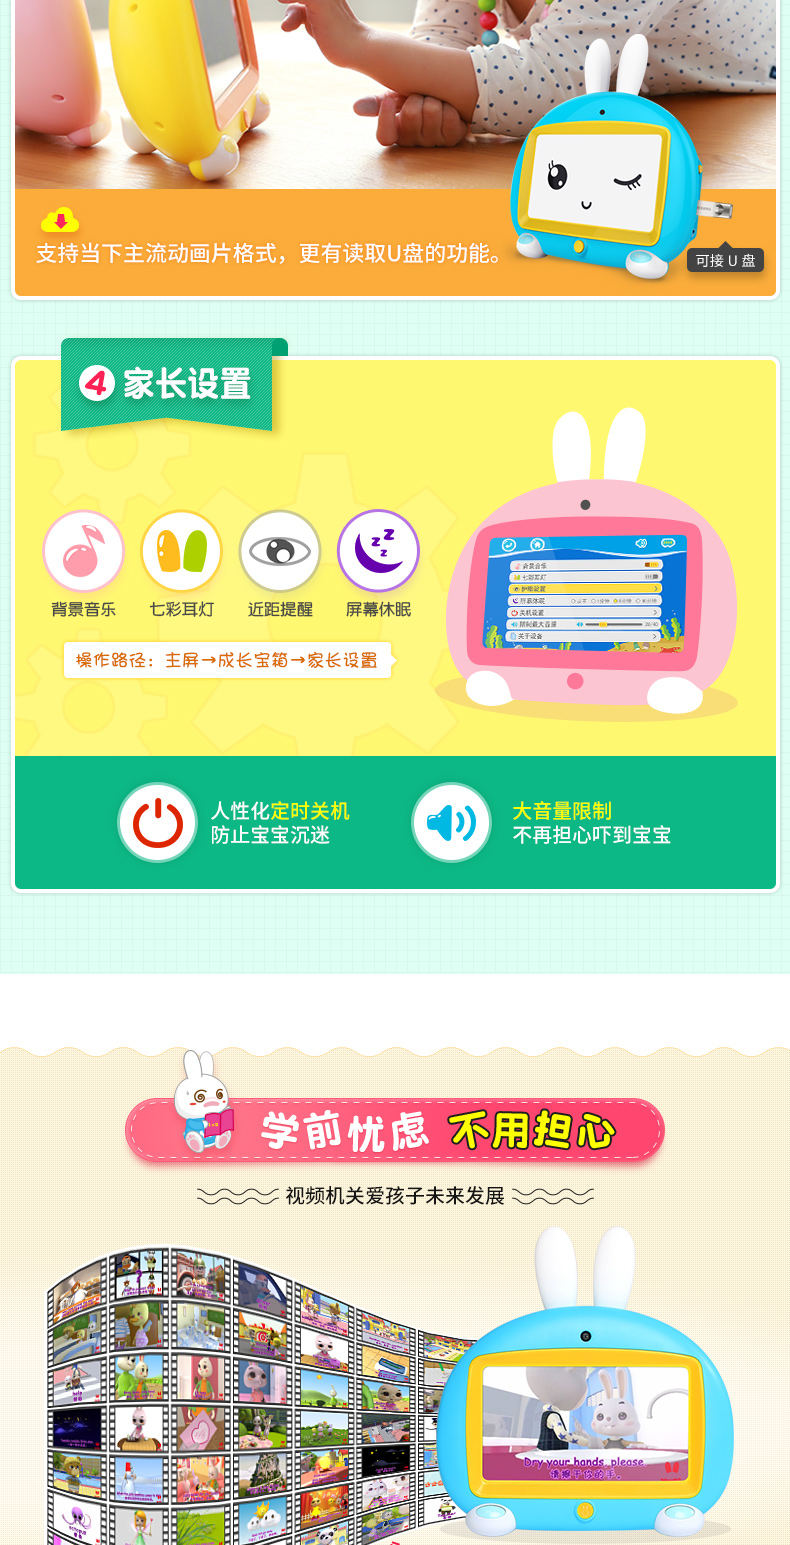 支持当下主流动画片格式，更有读取U盘的功能。
可接 U 盘
4 家长设置
背景音乐
七彩耳灯
护眼设置
屏幕休眠
关机设置
限制最大音量
关于设备
背景音乐 七彩耳灯 近距提醒 屏幕休眠
操作路径：主屏→成长宝箱→家长设置
人性化定时关机
防止宝宝沉迷
大音量限制
不再担心吓到宝宝
学前忧虑 不用担心
视频机关爱孩子未来发展
Dry your hands, please.
请擦干你的手。